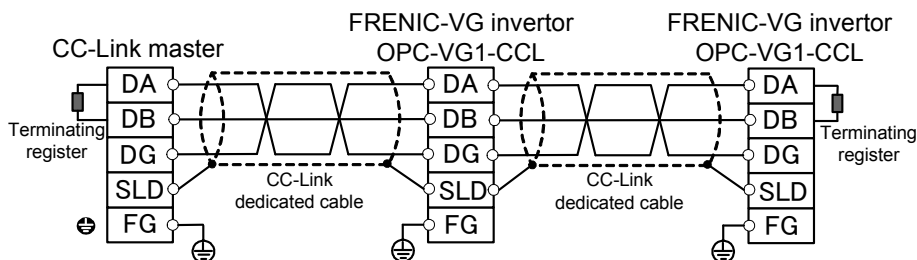 CC-Link master
FRENIC-VG invertor
OPC-VG1-CCL
FRENIC-VG invertor
OPC-VG1-CCL
DA
DB
DG
SLD
FG
Terminating
register
CC-Link
dedicated cable
DA
DB
DG
SLD
FG
CC-Link
dedicated cable
DA
DB
DG
SLD
FG
Terminating
register